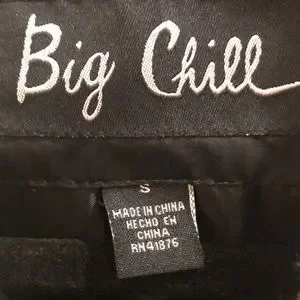 Big Chill
S
MADE IN CHINA
HECHO EN
CHINA
RN41876